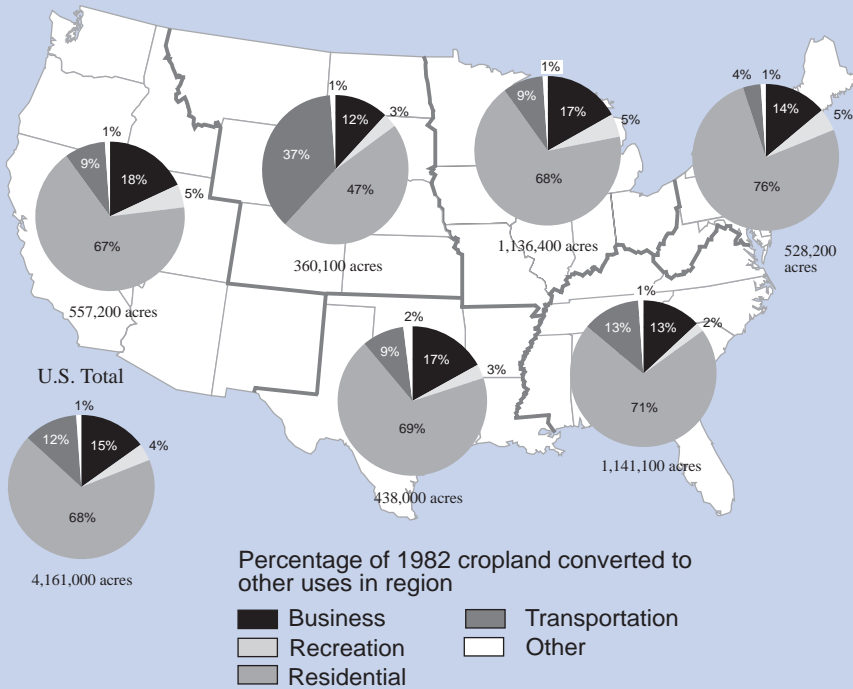 1%
9%
18%
5%
67%
557,200 acres
1%
12%
3%
37%
47%
360,100 acres
1%
9%
17%
5%
68%
1,136,400 acres
4%
1%
14%
5%
76%
528,200
acres
2%
9%
17%
3%
69%
438,000 acres
1%
13%
13%
2%
71%
1,141,100 acres
U.S. Total
1%
12%
15%
4%
68%
4,161,000 acres
Percentage of 1982 cropland converted to
other uses in region
Business
Recreation
Residential
Transportation
Other